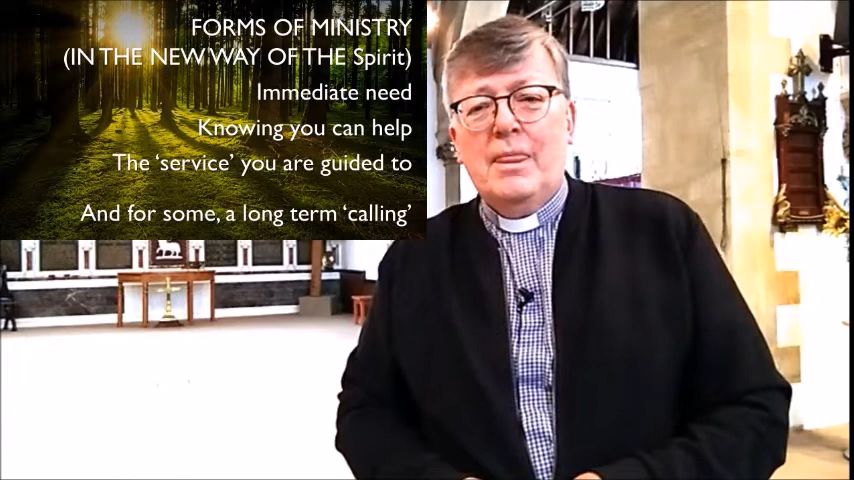 FORMS OF MINISTRY
(IN THE NEW WAY OF THE Spirit)
Immediate need
Knowing you can help
The ‘service’ you are guided to
And for some, a long term ‘calling’